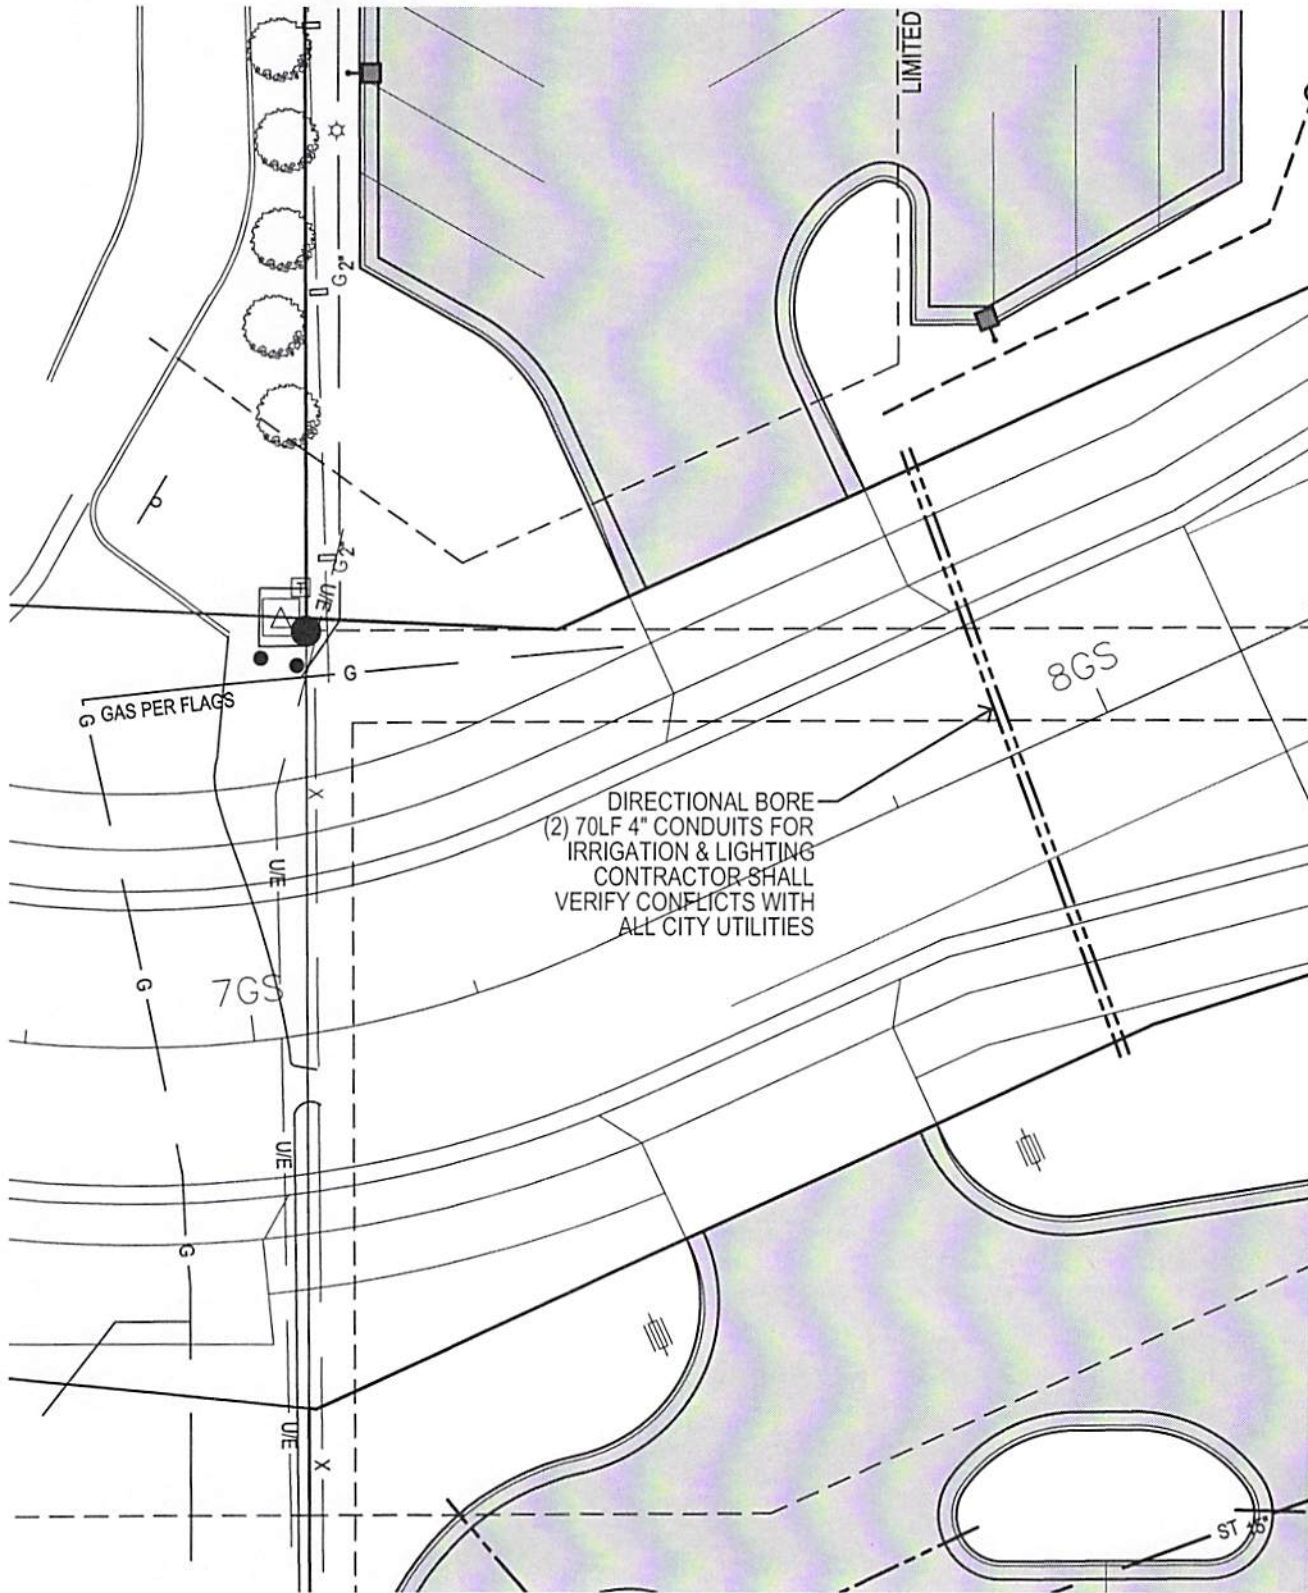 LIMITED
G 2"
G 2"
U/E
G
G
GAS PER FLAGS
8GS
X
DIRECTIONAL BORE
(2) 70LF 4" CONDUITS FOR
IRRIGATION & LIGHTING
CONTRACTOR SHALL
VERIFY CONFLICTS WITH
ALL CITY UTILITIES
U/E
G
7GS
U/E
G
U/E
X
ST